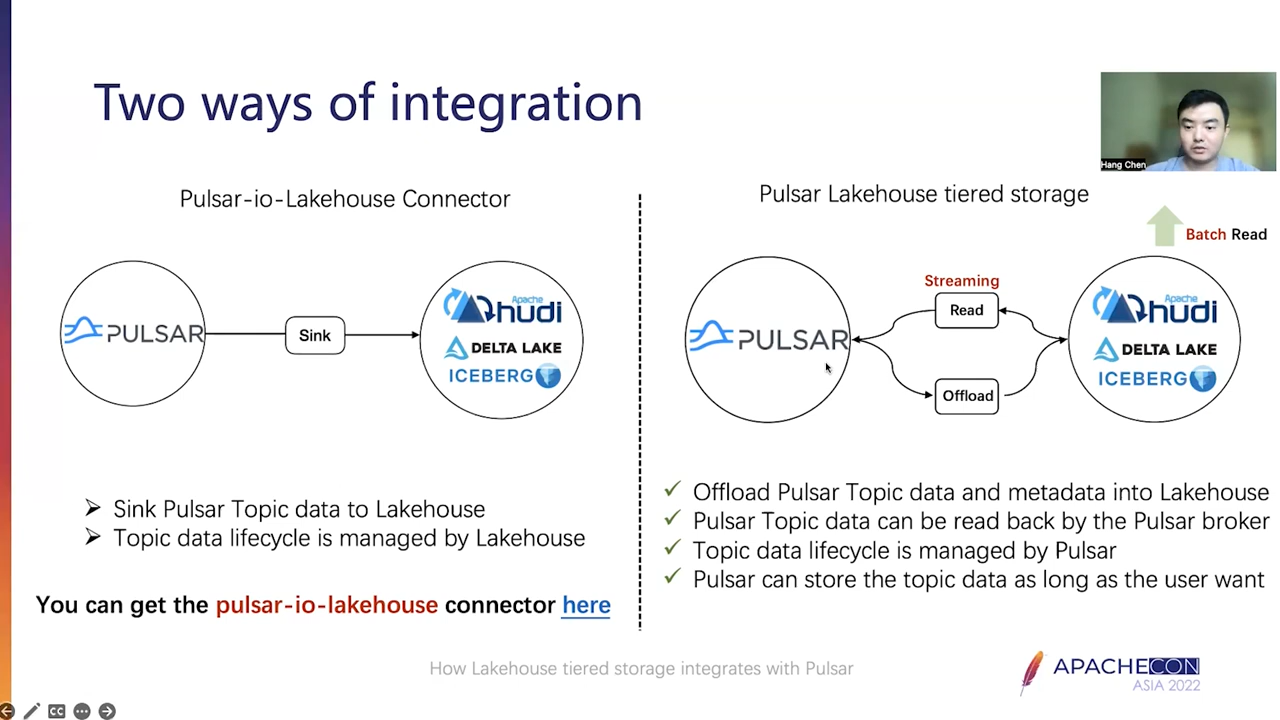 Two ways of integration
Hang Chen
Pulsar-io-Lakehouse Connector
PULSAR
Sink
Apache
hudi
DELTA LAKE
ICEBERG
Sink Pulsar Topic data to Lakehouse
Topic data lifecycle is managed by Lakehouse
You can get the pulsar-io-lakehouse connector here
Pulsar Lakehouse tiered storage
Batch Read
Streaming
Read
PULSAR
Offload
Apache
hudi
DELTA LAKE
ICEBERG
Offload Pulsar Topic data and metadata into Lakehouse
Pulsar Topic data can be read back by the Pulsar broker
Topic data lifecycle is managed by Pulsar
Pulsar can store the topic data as long as the user want
How Lakehouse tiered storage integrates with Pulsar
APACHECON
ASIA 2022
CC